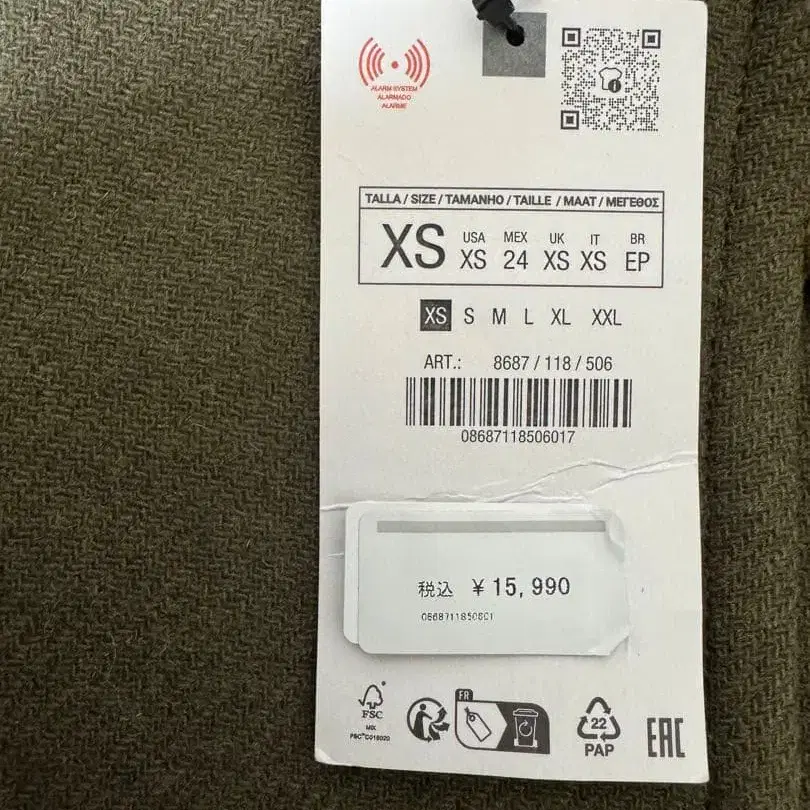 ALARM SYSTEM
ALARMADO
ALARME
TALLA / SIZE / TAMANHO / TAILLE / MAAT / ΜΕΓΕΘΟΣ
XS
USA MEX UK IT BR
XS 24 XS XS EP
XS S M L XL XXL
ART.: 8687 / 118 / 506
08687118506017
税込 ¥15,990
FR
FSC
MIX
22
PAP
EAC